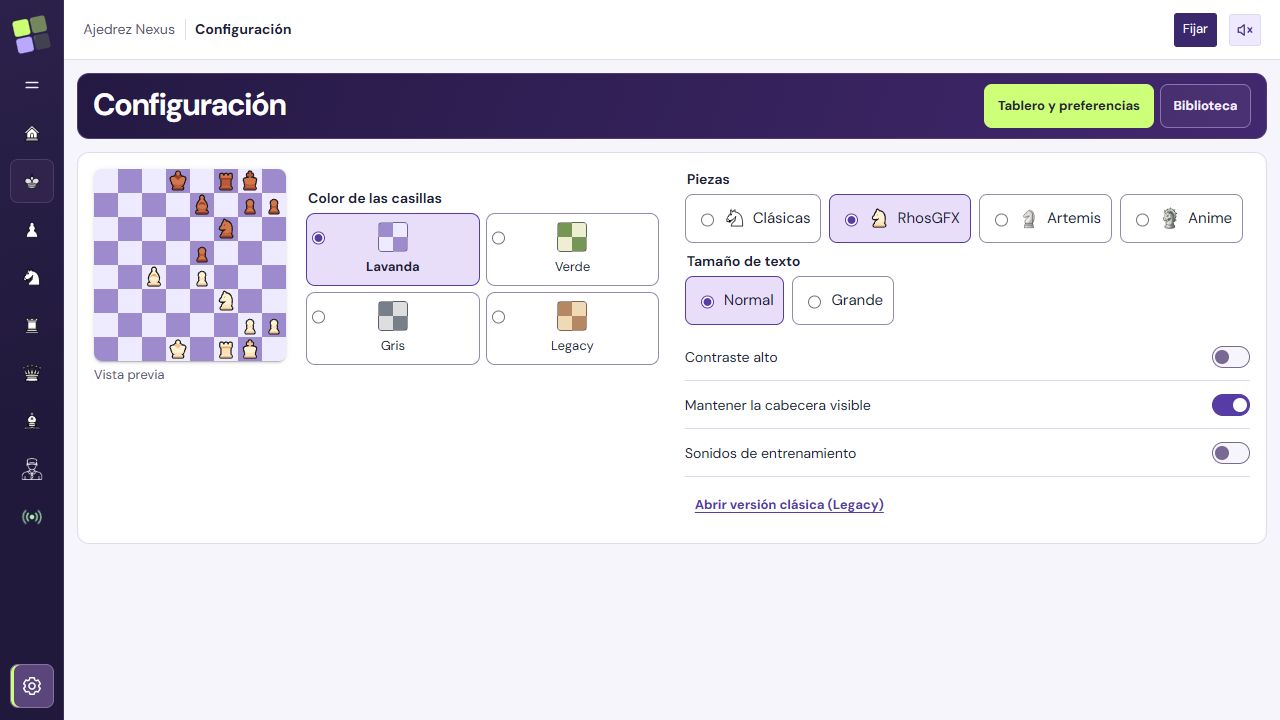 Ajedrez Nexus
Configuración
Fijar
Configuración
Tablero y preferencias
Biblioteca
Vista previa
Color de las casillas
Lavanda
Verde
Gris
Legacy
Piezas
Clásicas
RhosGFX
Artemis
Anime
Tamaño de texto
Normal
Grande
Contraste alto
Mantener la cabecera visible
Sonidos de entrenamiento
Abrir versión clásica (Legacy)